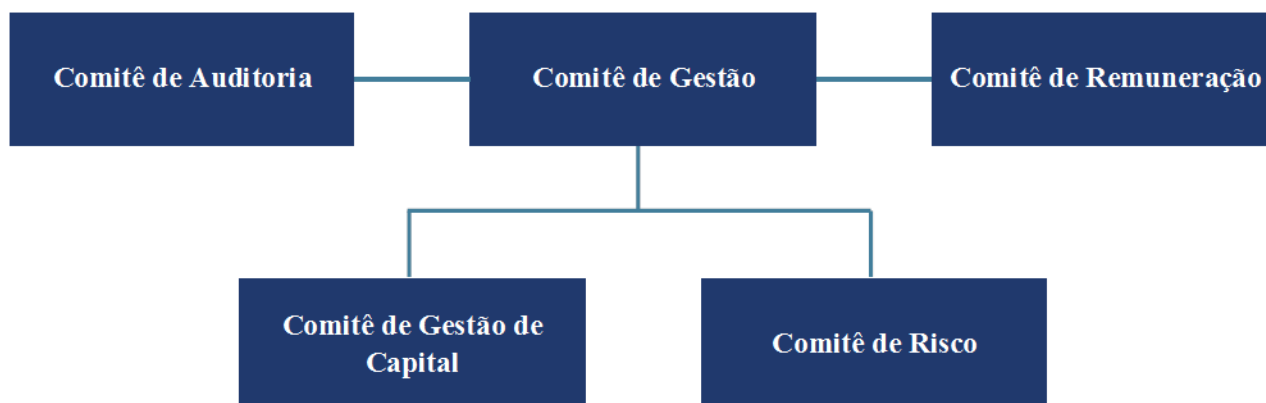 Comitê de Auditoria
Comitê de Gestão
Comitê de Remuneração
Comitê de Gestão de
Capital
Comitê de Risco